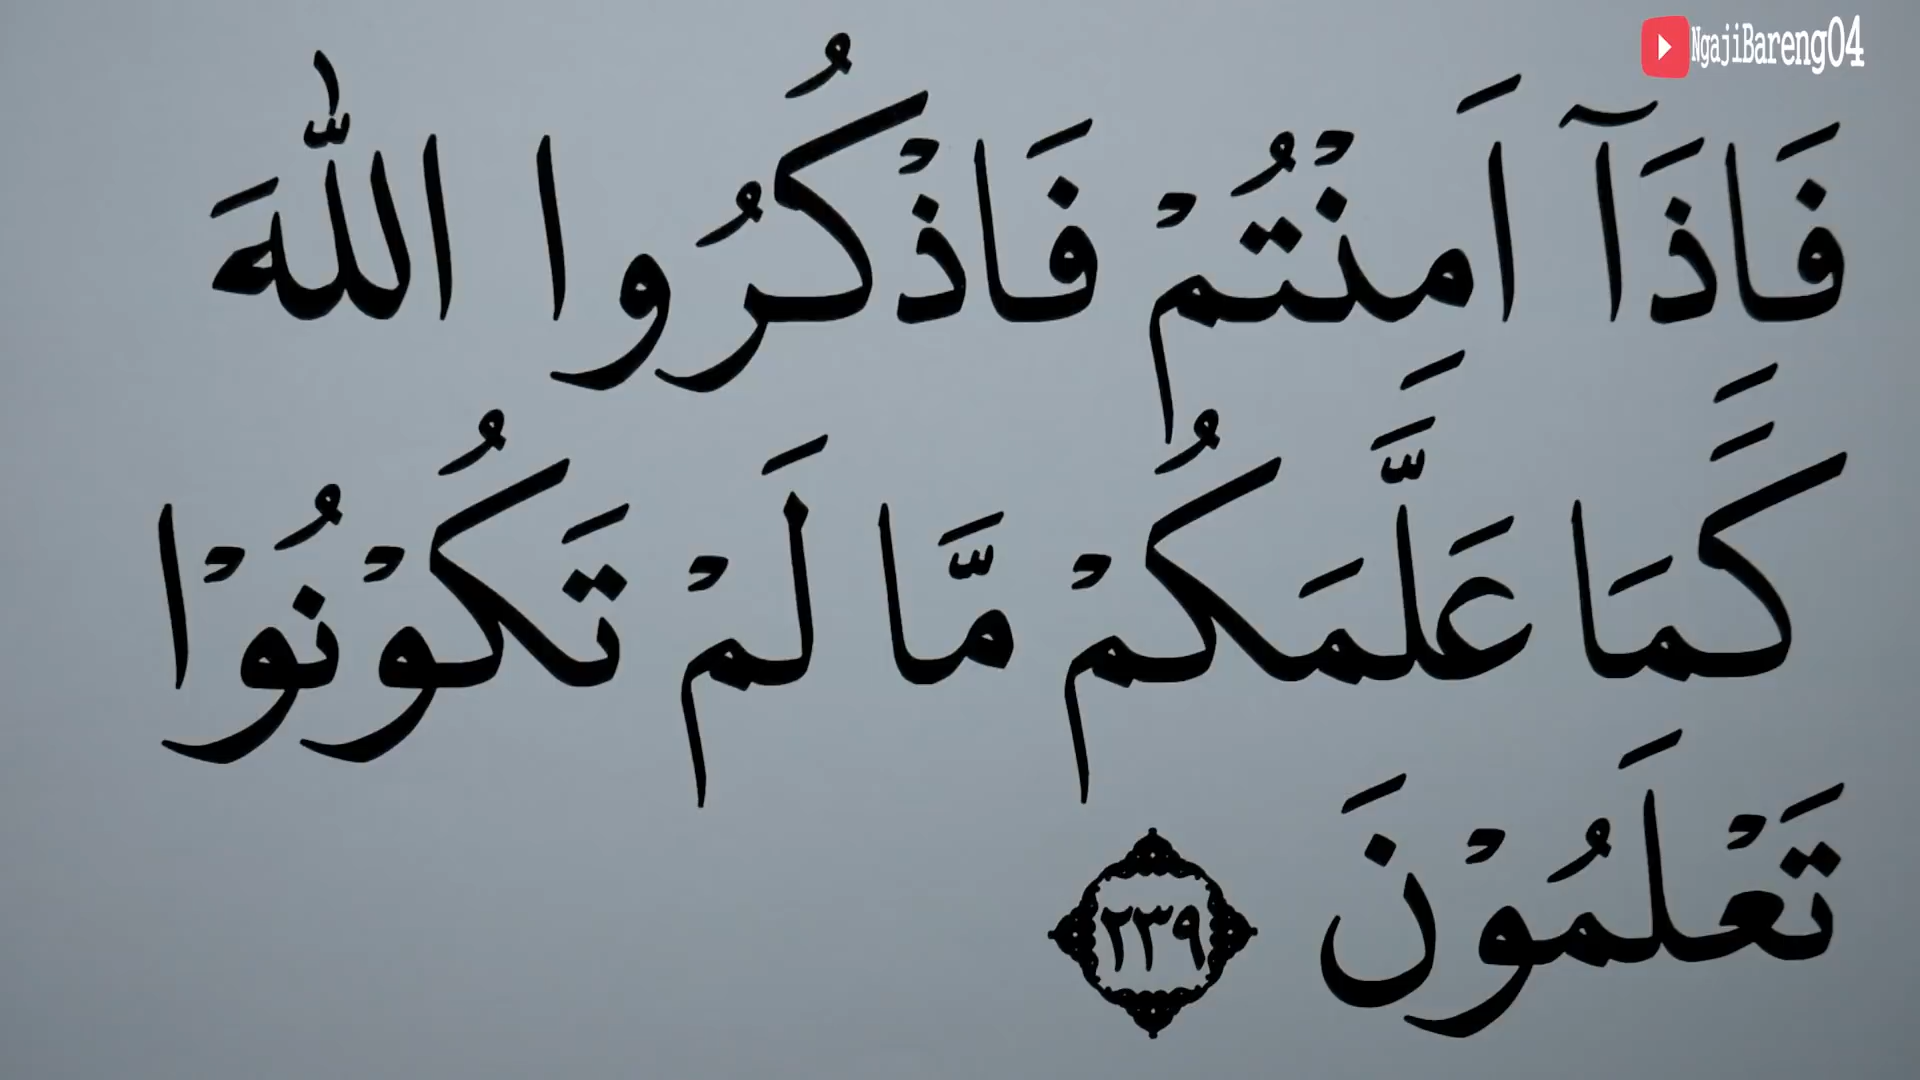 NgajiBareng04
فَاِذَآ اَمِنْتُمْ فَاذْكُرُوا اللّٰهَ
كَمَا عَلَّمَكُمْ مَّا لَمْ تَكُوْنُوْا
تَعْلَمُوْنَ ٢٣٩